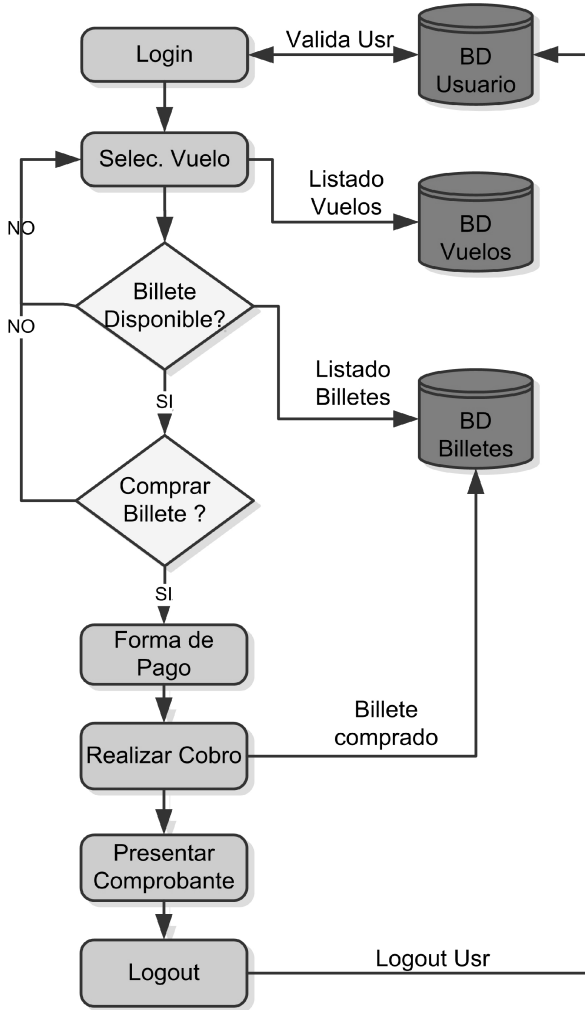 Login
Valida Usr
BD
Usuario
Selec. Vuelo
Listado
Vuelos
BD
Vuelos
NO
Billete
Disponible?
NO
Listado
Billetes
SI
BD
Billetes
Comprar
Billete ?
SI
Forma de
Pago
Billete
comprado
Realizar Cobro
Presentar
Comprobante
Logout
Logout Usr